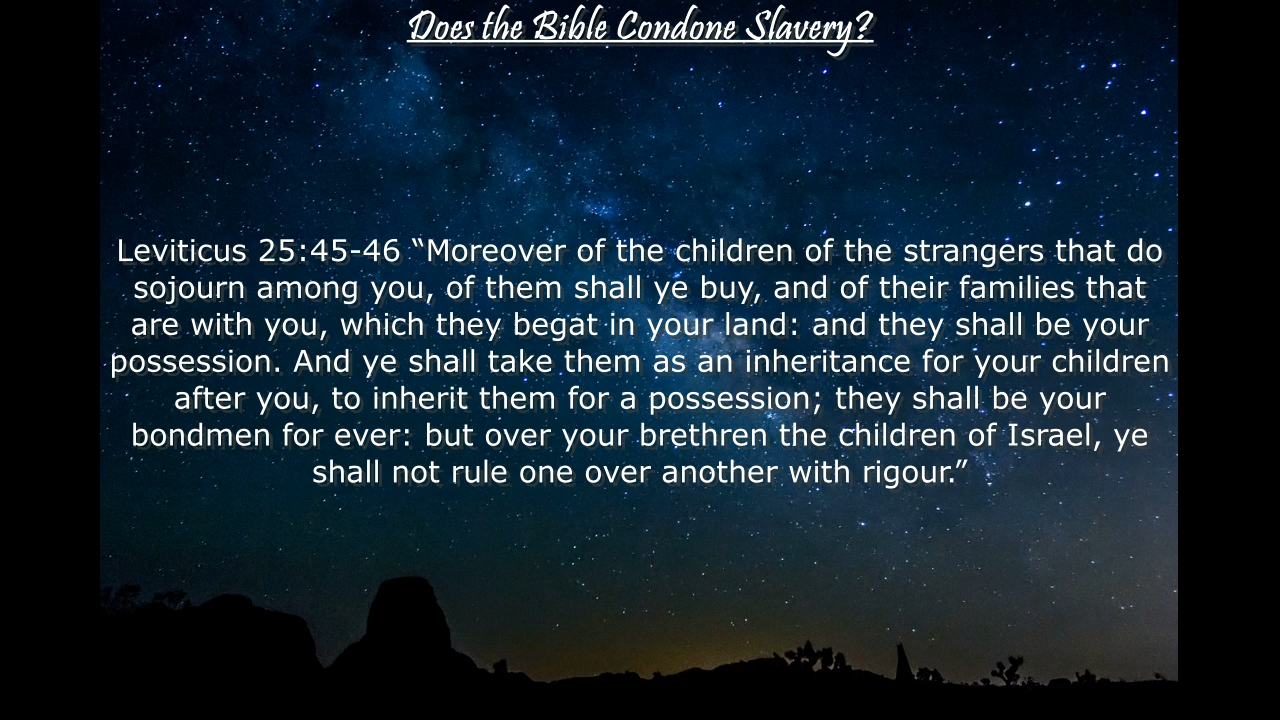 Does the Bible Condone Slavery?
Leviticus 25:45-46 “Moreover of the children of the strangers that do
sojourn among you, of them shall ye buy, and of their families that
are with you, which they begat in your land: and they shall be your
possession. And ye shall take them as an inheritance for your children
after you, to inherit them for a possession; they shall be your
bondmen for ever: but over your brethren the children of Israel, ye
shall not rule one over another with rigour.”